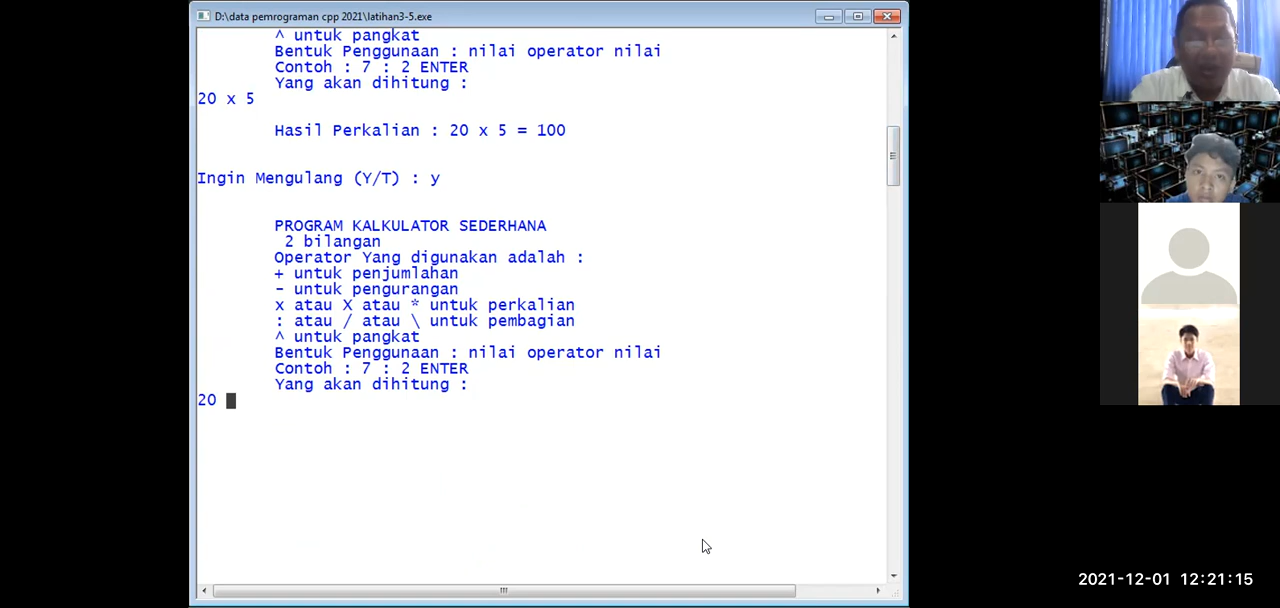 D:\data pemrograman cpp 2021\latihan3-5.exe
^ untuk pangkat
Bentuk Penggunaan : nilai operator nilai
Contoh : 7 : 2 ENTER
Yang akan dihitung :
20 x 5
Hasil Perkalian : 20 x 5 = 100
Ingin Mengulang (Y/T) : y
PROGRAM KALKULATOR SEDERHANA
2 bilangan
Operator Yang digunakan adalah :
+ untuk penjumlahan
- untuk pengurangan
x atau X atau * untuk perkalian
: atau / atau \ untuk pembagian
^ untuk pangkat
Bentuk Penggunaan : nilai operator nilai
Contoh : 7 : 2 ENTER
Yang akan dihitung :
20
2021-12-01 12:21:15